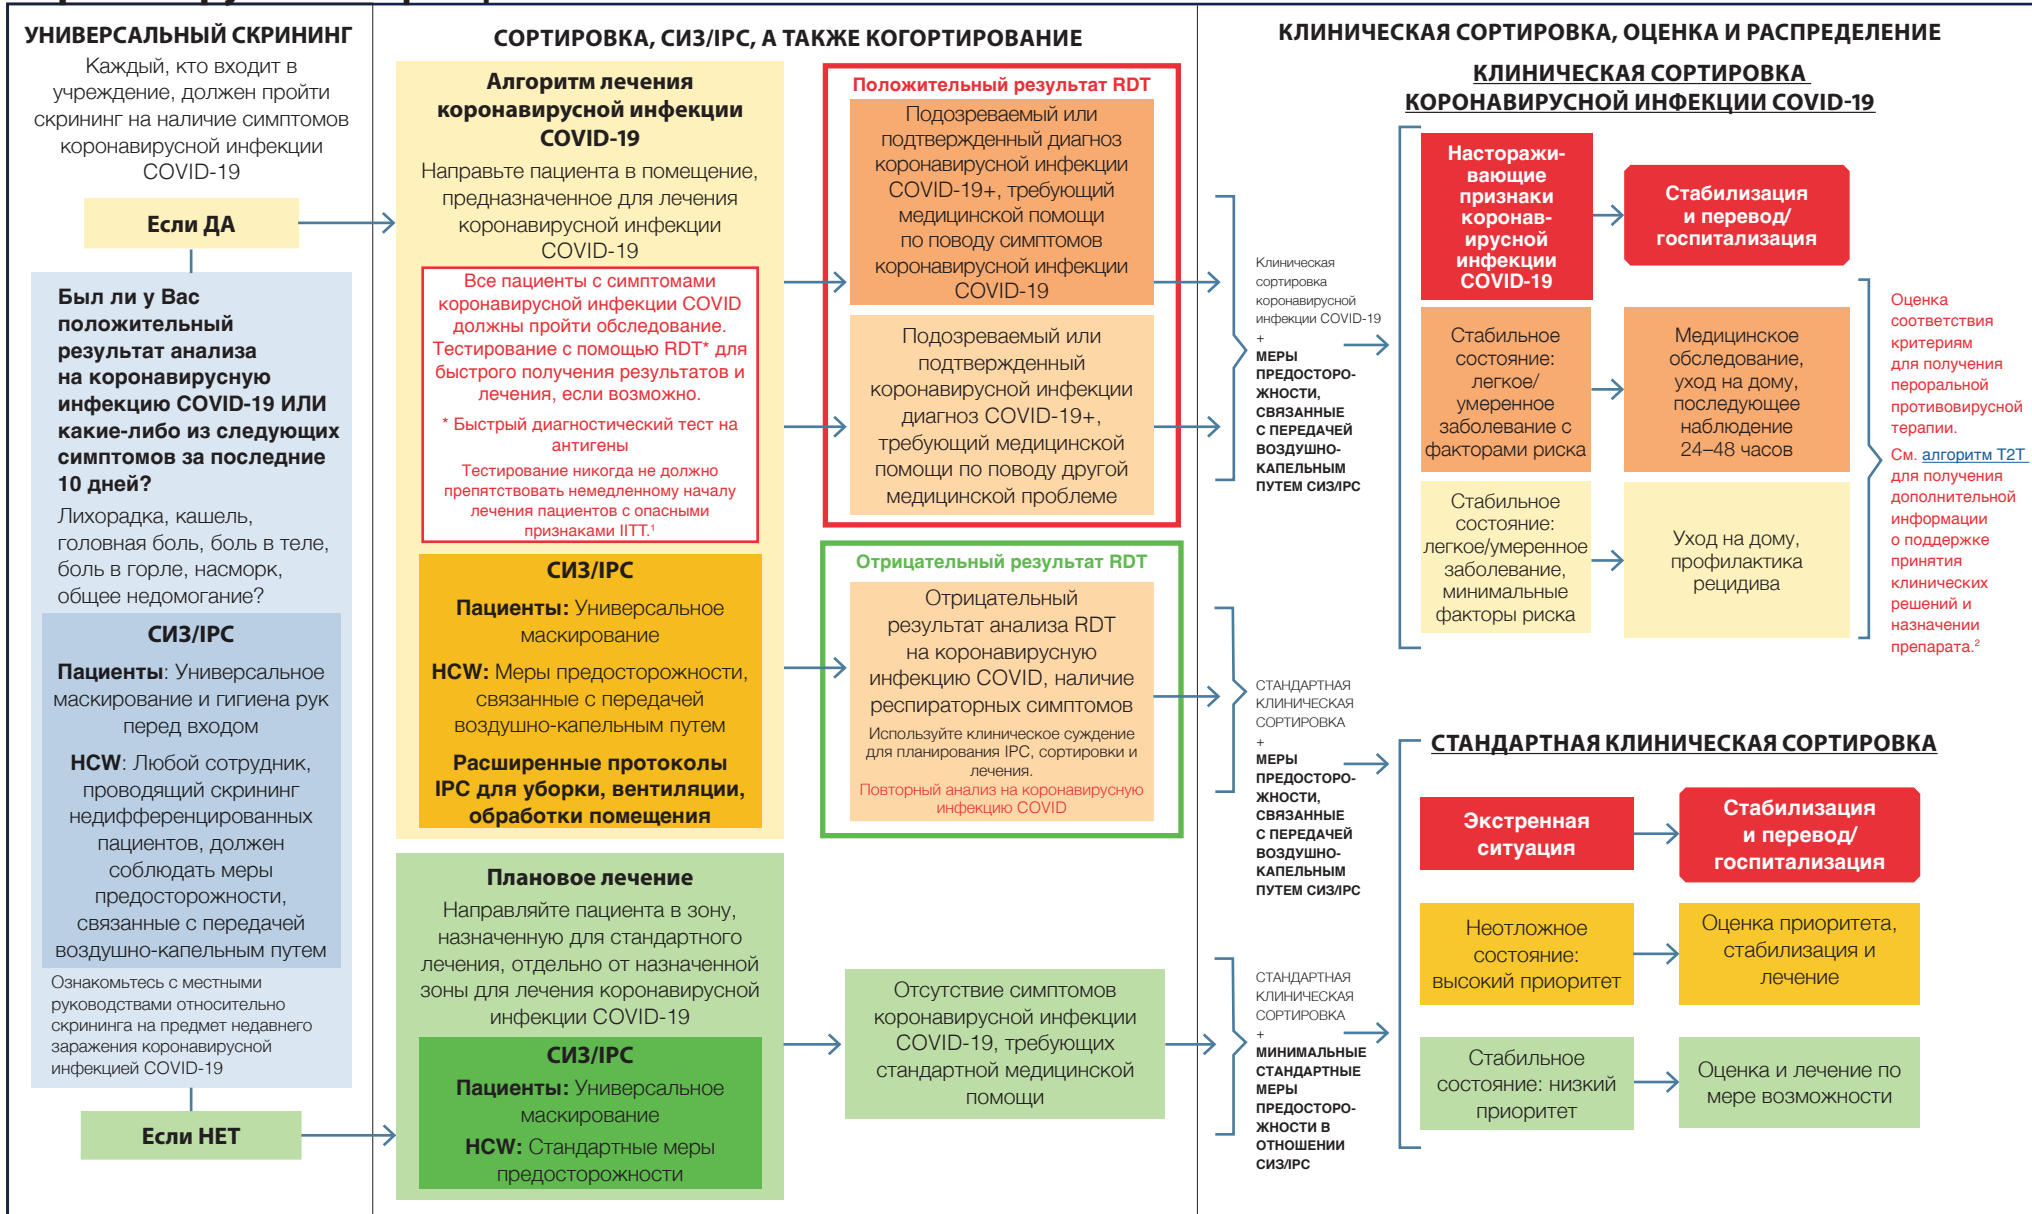 УНИВЕРСАЛЬНЫЙ СКРИНИНГ
Каждый, кто входит в
учреждение, должен пройти
скрининг на наличие симптомов
коронавирусной инфекции
COVID-19
Если ДА
Был ли у Вас
положительный
результат анализа
на коронавирусную
инфекцию COVID-19 ИЛИ
какие-либо из следующих
симптомов за последние
10 дней?
Лихорадка, кашель,
головная боль, боль в теле,
боль в горле, насморк,
общее недомогание?
СИЗ/IPC
Пациенты: Универсальное
маскирование и гигиена рук
перед входом
HCW: Любой сотрудник,
проводящий скрининг
недифференцированных
пациентов, должен
соблюдать меры
предосторожности,
связанные с передачей
воздушно-капельным путем
Ознакомьтесь с местными
руководствами относительно
скрининга на предмет недавнего
заражения коронавирусной
инфекцией COVID-19
Если НЕТ
СОРТИРОВКА, СИЗ/IPC, А ТАКЖЕ КОГОРТИРОВАНИЕ
Алгоритм лечения
коронавирусной инфекции
COVID-19
Направьте пациента в помещение,
предназначенное для лечения
коронавирусной инфекции
COVID-19
Все пациенты с симптомами
коронавирусной инфекции COVID
должны пройти обследование.
Тестирование с помощью RDT* для
быстрого получения результатов и
лечения, если возможно.
* Быстрый диагностический тест на
антигены
Тестирование никогда не должно
препятствовать немедленному началу
лечения пациентов с опасными
признаками IITT.¹
СИЗ/IPC
Пациенты: Универсальное
маскирование
HCW: Меры предосторожности,
связанные с передачей
воздушно-капельным путем
Расширенные протоколы
IPC для уборки, вентиляции,
обработки помещения
Плановое лечение
Направляйте пациента в зону,
назначенную для стандартного
лечения, отдельно от назначенной
зоны для лечения коронавирусной
инфекции COVID-19
СИЗ/IPC
Пациенты: Универсальное
маскирование
HCW: Стандартные меры
предосторожности
Положительный результат RDT
Подозреваемый или
подтвержденный диагноз
коронавирусной инфекции
COVID-19+, требующий
медицинской помощи
по поводу симптомов
коронавирусной инфекции
COVID-19
Подозреваемый или
подтвержденный
коронавирусной инфекции
диагноз COVID-19+,
требующий медицинской
помощи по поводу другой
медицинской проблеме
Отрицательный результат RDT
Отрицательный
результат анализа RDT
на коронавирусную
инфекцию COVID, наличие
респираторных симптомов
Используйте клиническое суждение
для планирования IPC, сортировки и
лечения.
Повторный анализ на коронавирусную
инфекцию COVID
Отсутствие симптомов
коронавирусной инфекции
COVID-19, требующих
стандартной медицинской
помощи
КЛИНИЧЕСКАЯ СОРТИРОВКА, ОЦЕНКА И РАСПРЕДЕЛЕНИЕ
Клиническая
сортировка
коронавирусной
инфекции COVID-19
+
МЕРЫ
ПРЕДОСТОРО-
ЖНОСТИ,
СВЯЗАННЫЕ
С ПЕРЕДАЧЕЙ
ВОЗДУШНО-
КАПЕЛЬНЫМ
ПУТЕМ СИЗ/IPC
СТАНДАРТНАЯ
КЛИНИЧЕСКАЯ
СОРТИРОВКА
+
МЕРЫ
ПРЕДОСТОРО-
ЖНОСТИ,
СВЯЗАННЫЕ
С ПЕРЕДАЧЕЙ
ВОЗДУШНО-
КАПЕЛЬНЫМ
ПУТЕМ СИЗ/IPC
СТАНДАРТНАЯ
КЛИНИЧЕСКАЯ
СОРТИРОВКА
+
МИНИМАЛЬНЫЕ
СТАНДАРТНЫЕ
МЕРЫ
ПРЕДОСТОРО-
ЖНОСТИ В
ОТНОШЕНИИ
СИЗ/IPC
КЛИНИЧЕСКАЯ СОРТИРОВКА
КОРОНАВИРУСНОЙ ИНФЕКЦИИ COVID-19
Насторажи-
вающие
признаки
коронав-
ирусной
инфекции
COVID-19
Стабилизация
и перевод/
госпитализация
Стабильное
состояние:
легкое/
умеренное
заболевание с
факторами риска
Медицинское
обследование,
уход на дому,
последующее
наблюдение
24–48 часов
Стабильное
состояние:
легкое/умеренное
заболевание,
минимальные
факторы риска
Уход на дому,
профилактика
рецидива
Оценка
соответствия
критериям
для получения
пероральной
противовирусной
терапии.
См. алгоритм T2T
для получения
дополнительной
информации
о поддержке
принятия
клинических
решений и
назначении
препарата.²
СТАНДАРТНАЯ КЛИНИЧЕСКАЯ СОРТИРОВКА
Экстренная
ситуация
Стабилизация
и перевод/
госпитализация
Неотложное
состояние:
высокий приоритет
Оценка приоритета,
стабилизация и
лечение
Стабильное
состояние: низкий
приоритет
Оценка и лечение по
мере возможности